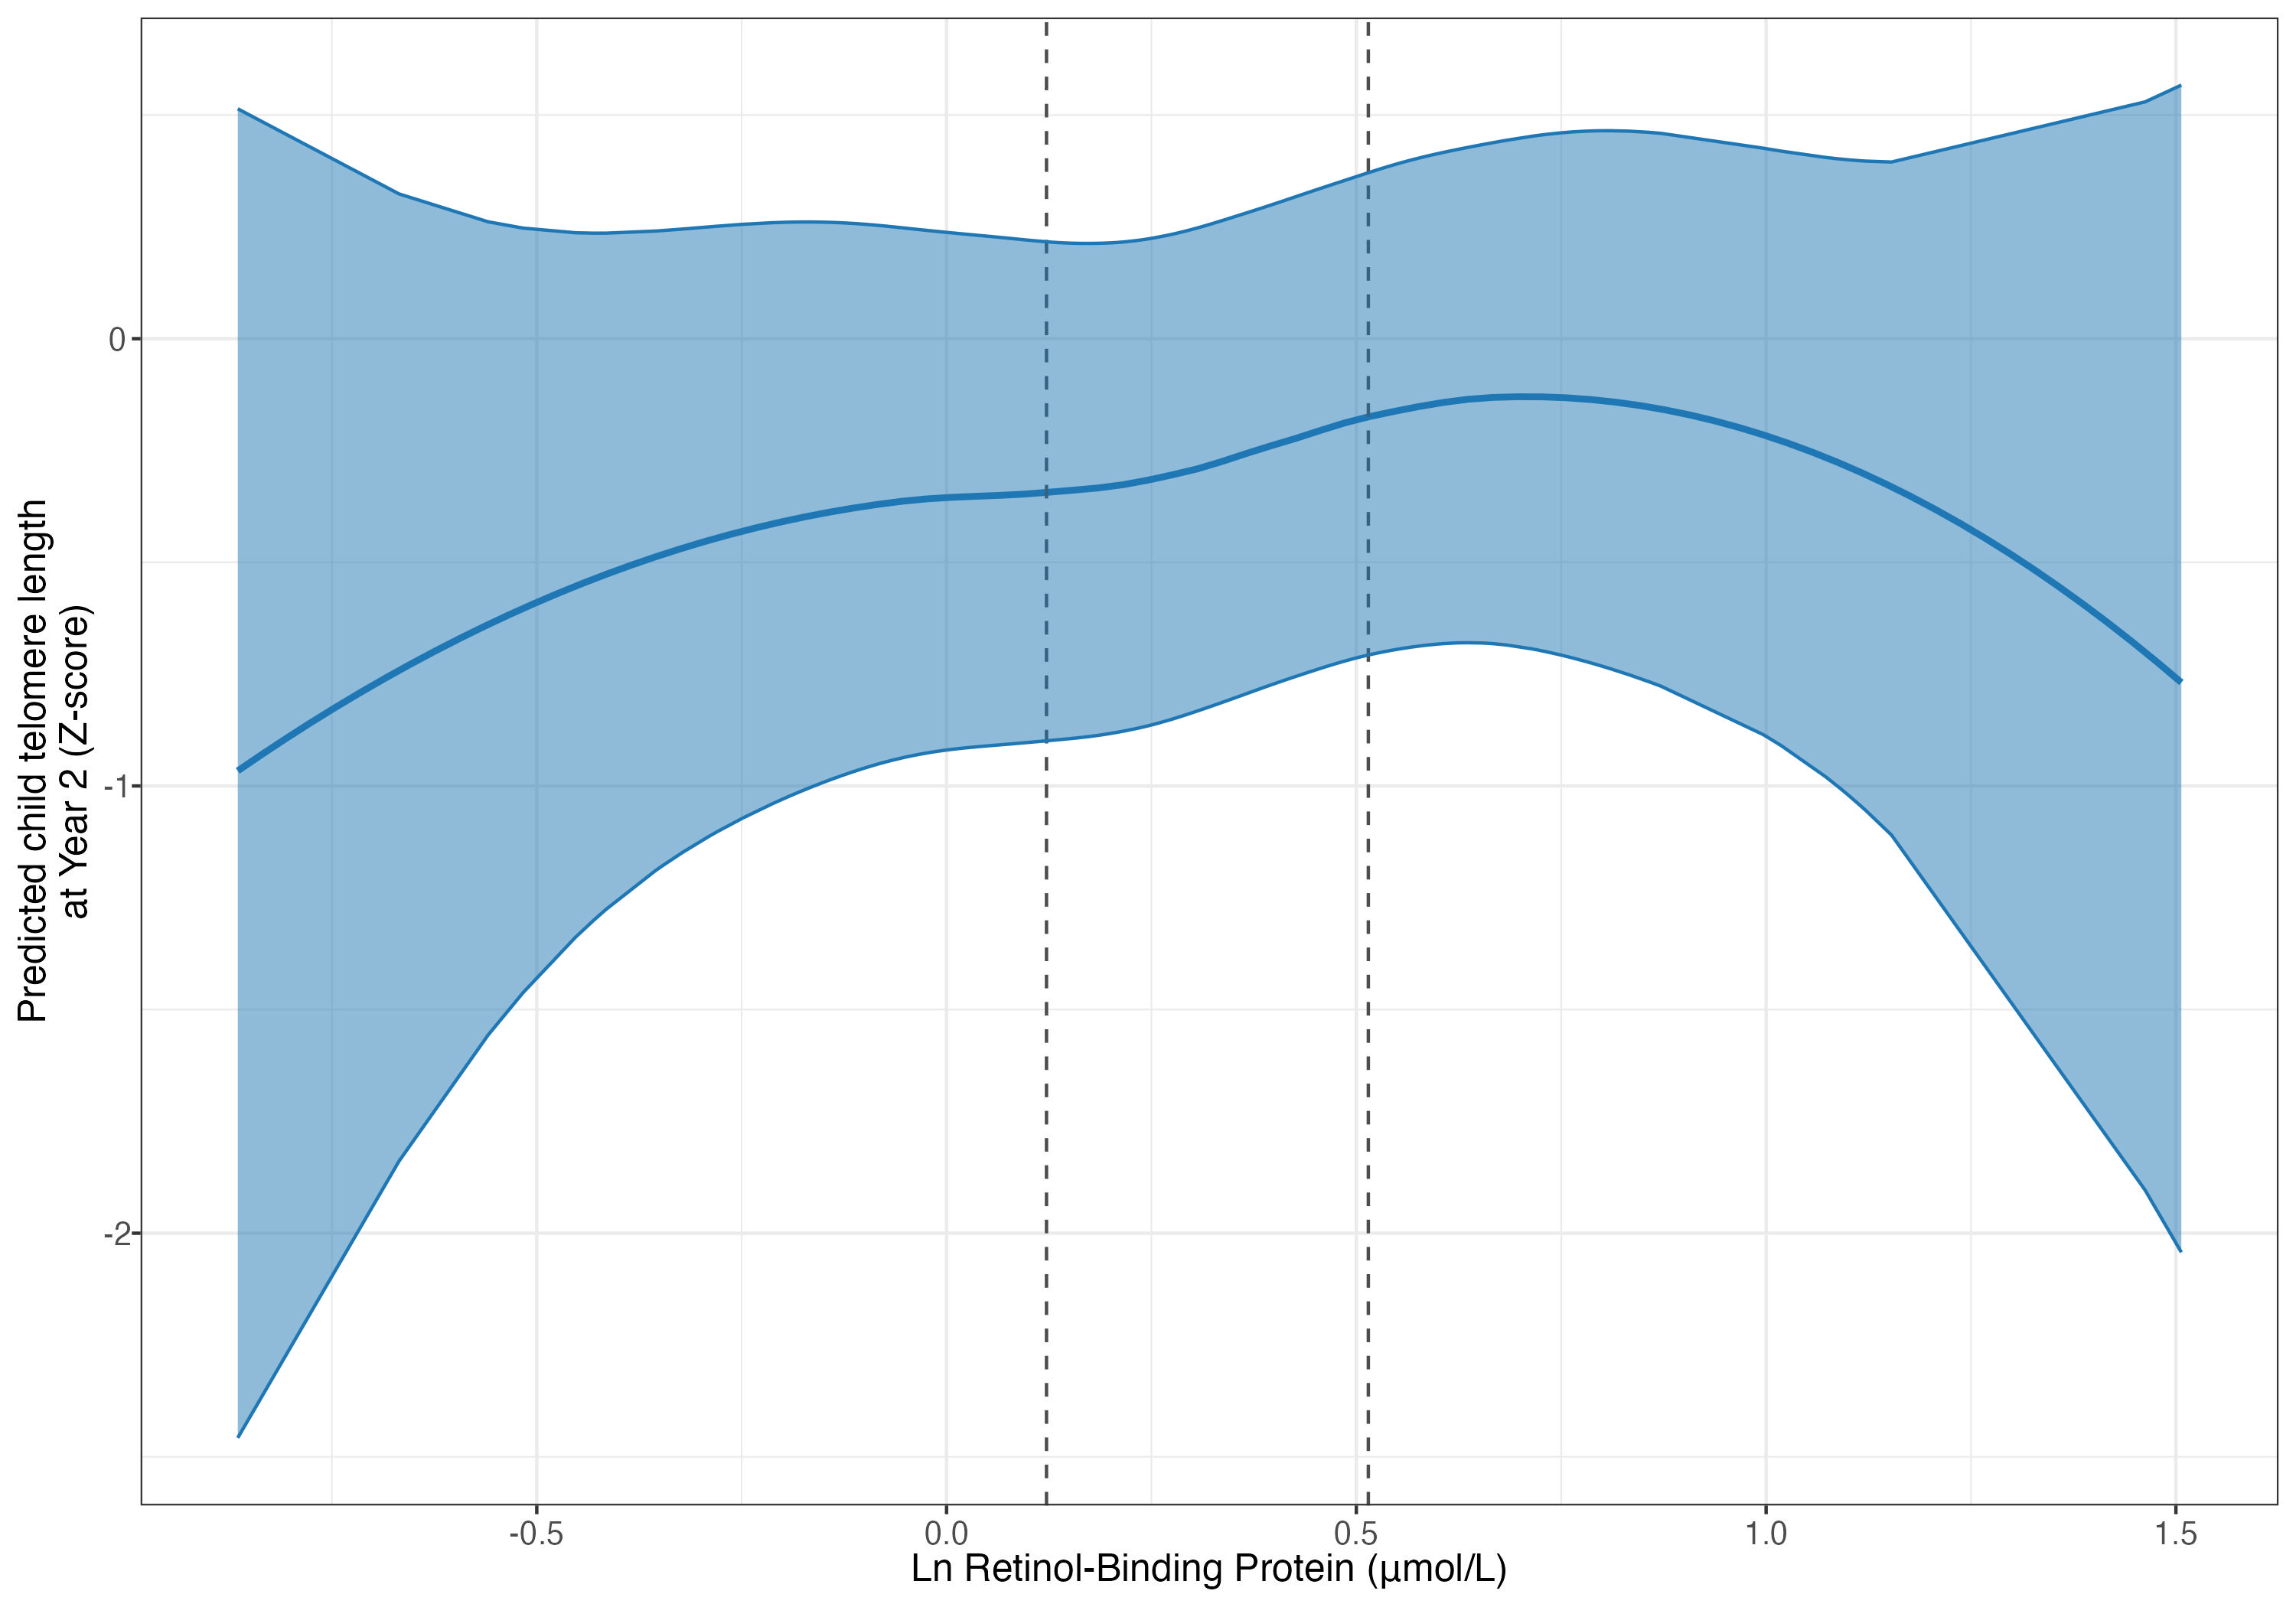 Predicted child telomere length
at Year 2 (Z-score)
0
-1
-2
-0.5
0.0
0.5
1.0
1.5
Ln Retinol-Binding Protein (μmol/L)